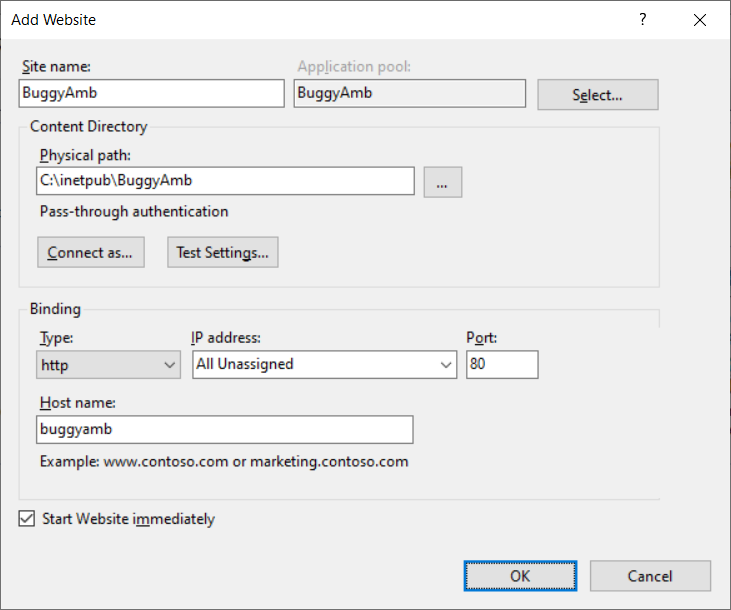 Add Website
?
Site name:
Application pool:
BuggyAmb
BuggyAmb
Select...
Content Directory
Physical path:
C:\inetpub\BuggyAmb
...
Pass-through authentication
Connect as...
Test Settings...
Binding
Type:
IP address:
Port:
http
All Unassigned
80
Host name:
buggyamb
Example: www.contoso.com or marketing.contoso.com
Start Website immediately
OK
Cancel